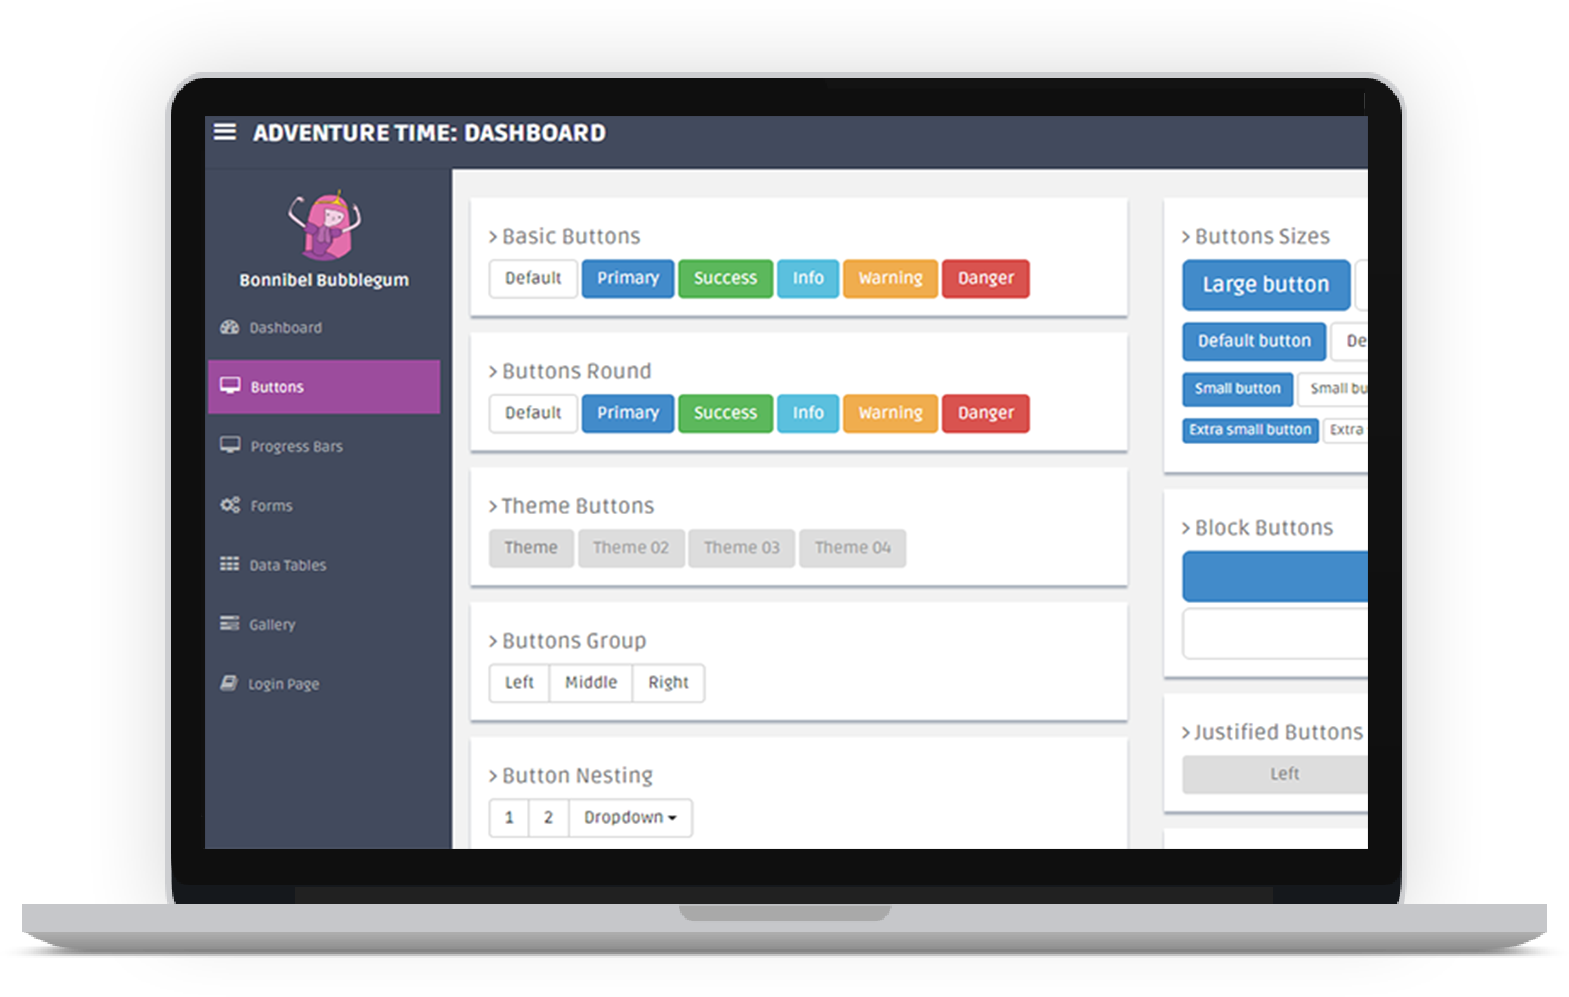 ADVENTURE TIME: DASHBOARD
Bonnibel Bubblegum
Dashboard
Buttons
Progress Bars
Forms
Data Tables
Gallery
Login Page
> Basic Buttons
Default Primary Success Info Warning Danger
> Buttons Round
Default Primary Success Info Warning Danger
> Theme Buttons
Theme Theme 02 Theme 03 Theme 04
> Buttons Group
Left Middle Right
> Button Nesting
1 2 Dropdown
> Buttons Sizes
Large button
Default button De
Small button Small bu
Extra small button Extra
> Block Buttons
> Justified Buttons
Left